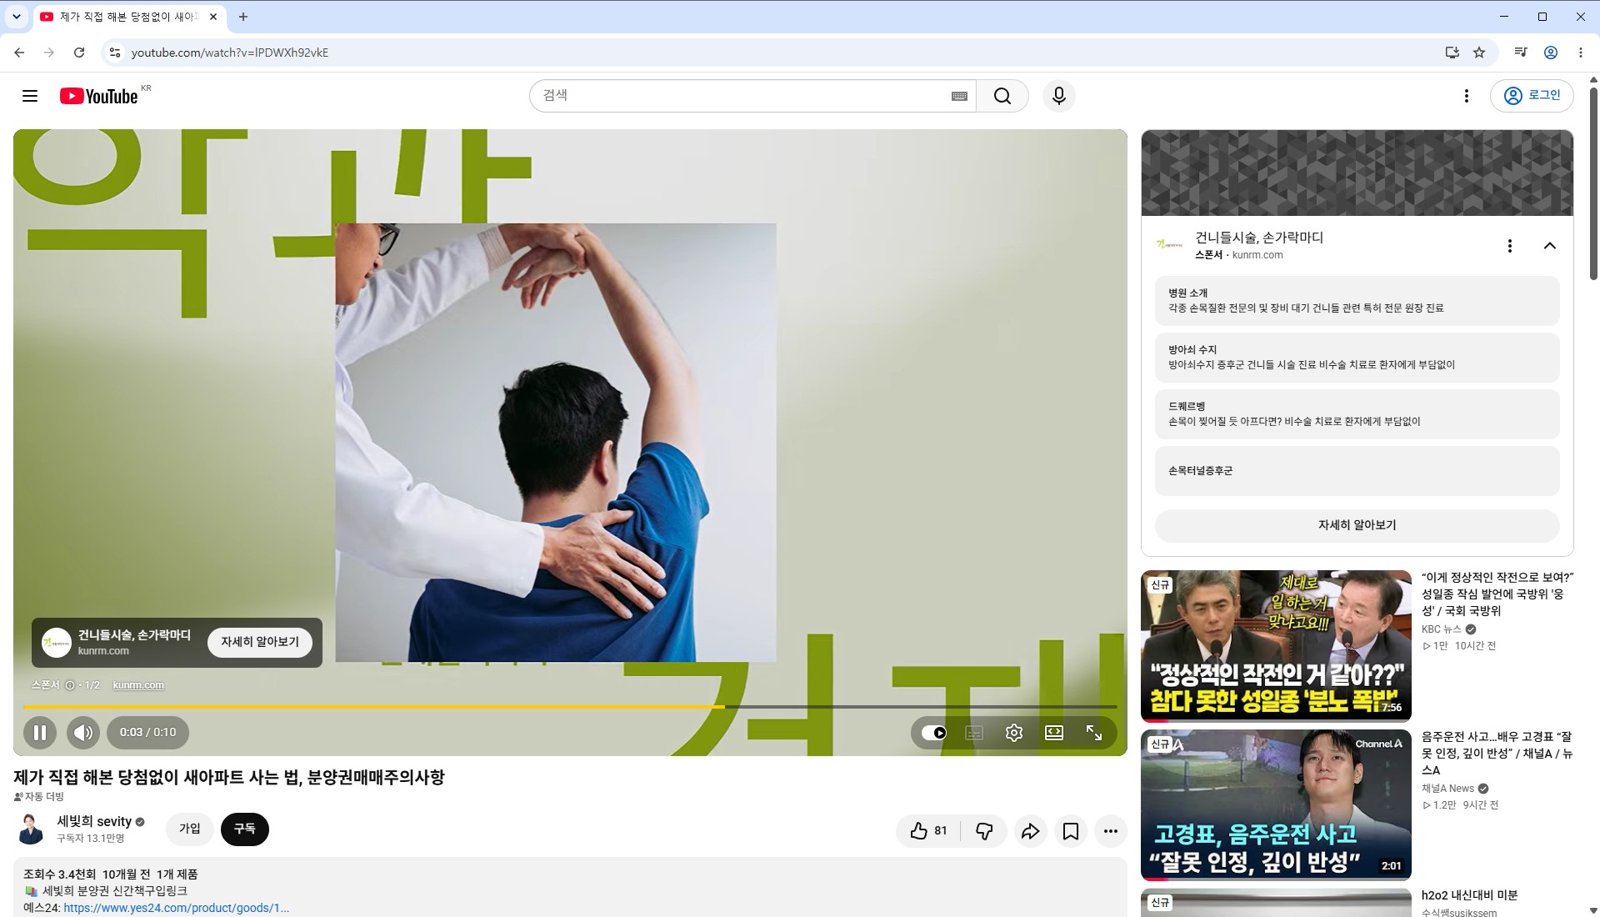 제가 직접 해본 당첨없이 새아파
youtube.com/watch?v=lPDWXh92vkE
YouTube KR
검색
로그인
학과
건니들시술, 손가락마디
kunrm.com
자세히 알아보기
스폰서 · 1/2 kunrm.com
0:03 / 0:10
제가 직접 해본 당첨없이 새아파트 사는 법, 분양권매매주의사항
자동 더빙
세빛희 sevity
구독자 13.1만명
가입
구독
81
조회수 3.4천회 10개월 전 1개 제품
세빛희 분양권 신간책구입링크
예스24: https://www.yes24.com/product/goods/1...
건니들시술, 손가락마디
스폰서 · kunrm.com
병원 소개
각종 손목질환 전문의 및 장비 대기 건니들 관련 특허 전문 원장 진료
방아쇠 수지
방아쇠수지 증후군 건니들 시술 진료 비수술 치료로 환자에게 부담없이
드퀘르벵
손목이 찢어질 듯 아프다면? 비수술 치료로 환자에게 부담없이
손목터널증후군
자세히 알아보기
신규
제대로
일 하는 거
맞냐고요!!!
“정상적인 작전인 거 같아??”
참다 못한 성일종 ‘분노 폭발’
7:56
“이게 정상적인 작전으로 보여?”
성일종 작심 발언에 국방위 '웅
성' / 국회 국방위
KBC 뉴스
1만 10시간 전
신규
Channel A
고경표, 음주운전 사고
“잘못 인정, 깊이 반성”
2:01
음주운전 사고…배우 고경표 “잘
못 인정, 깊이 반성” / 채널A / 뉴
스A
채널A News
1.2만 9시간 전
신규
h2o2 내신대비 미분
수식쌤susikssem